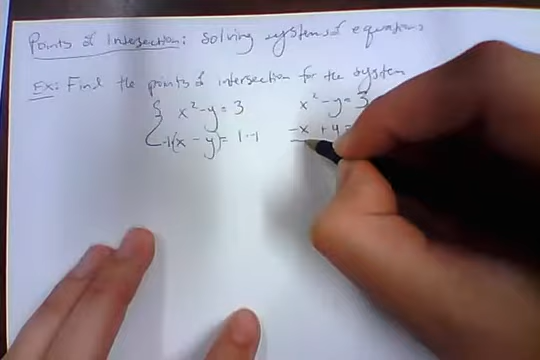 Points of Intersection: Solving systems of equations
EX: Find the points of intersection for the system
x² - y = 3
x² - y = 3
-1(x - y) = 1·-1
-x + y =